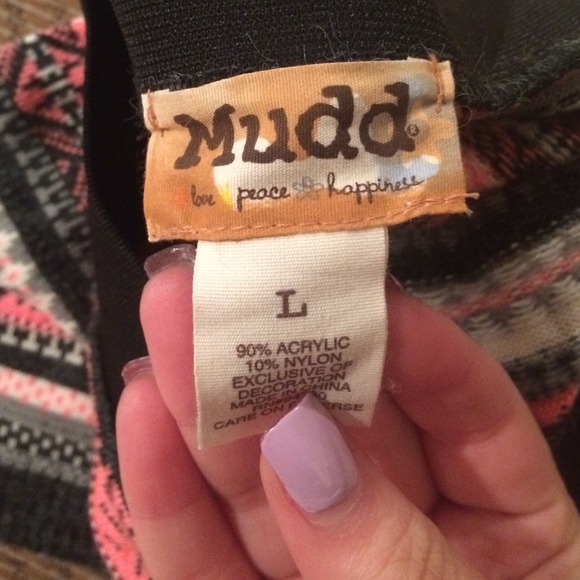 Mudd®
love peace happiness
L
90% ACRYLIC
10% NYLON
EXCLUSIVE OF
DECORATION
MADE IN CHINA
CARE ON REVERSE